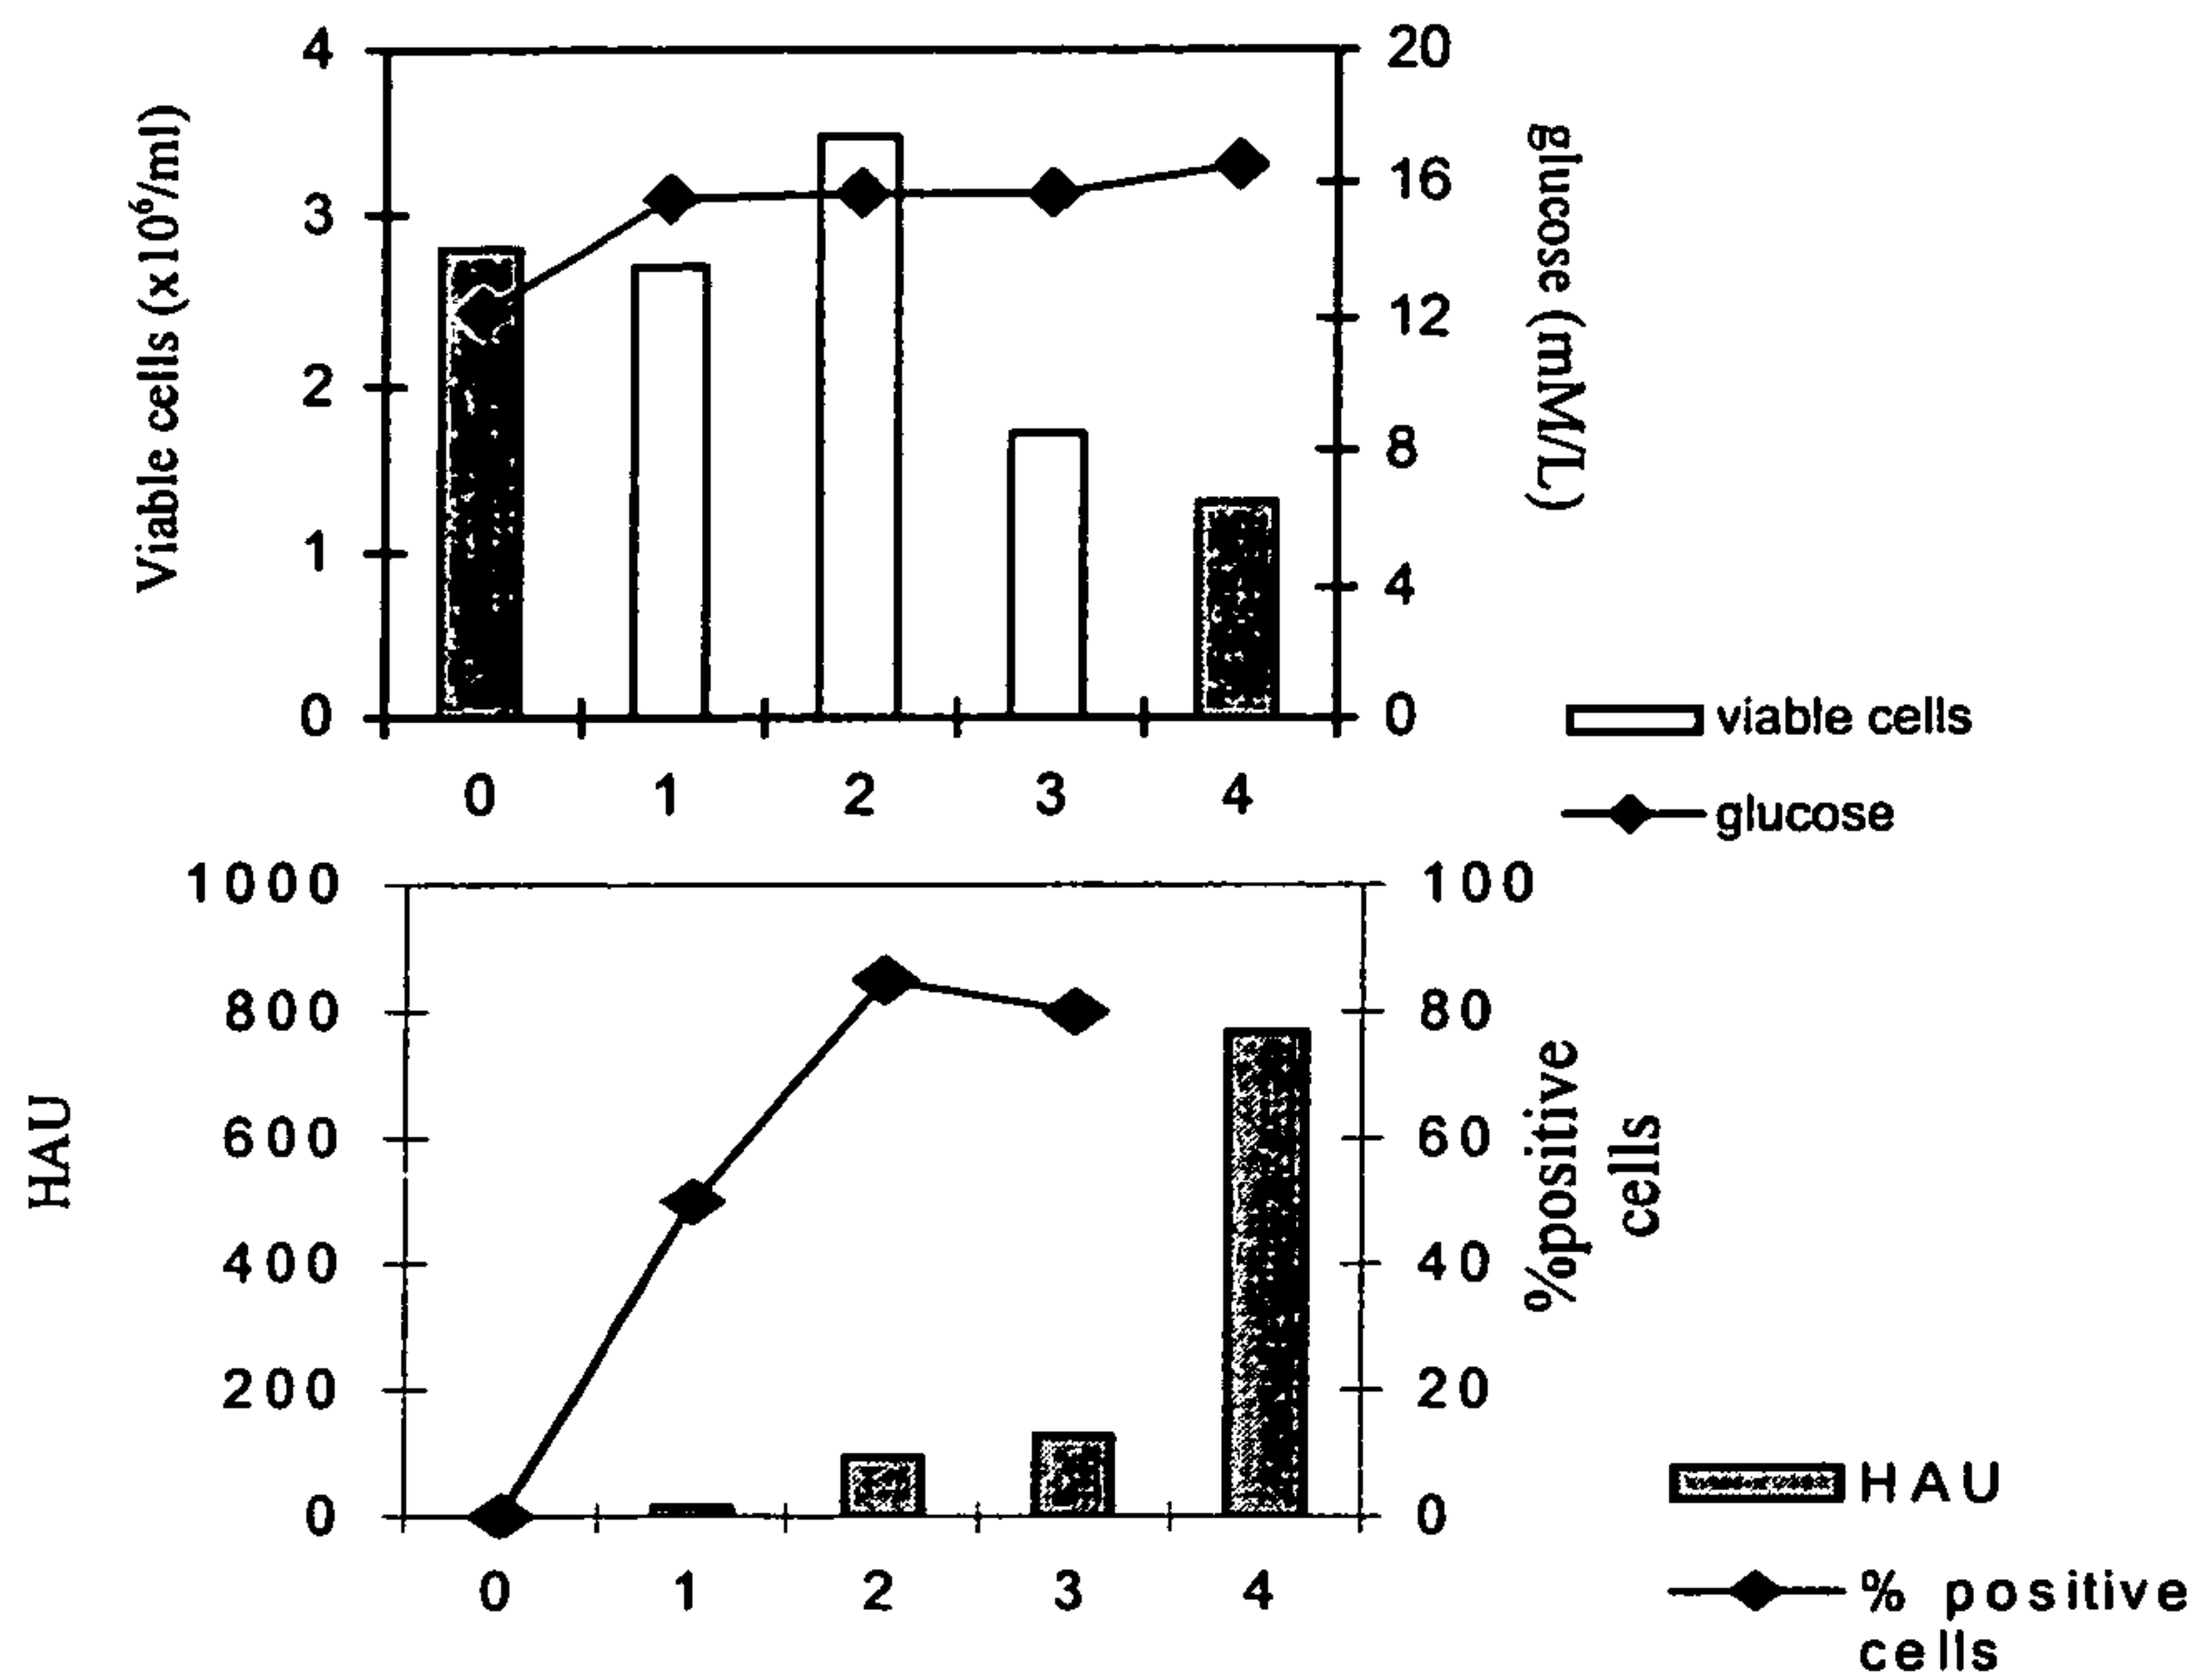 4
3
2
1
0
Viable cells (x10⁶/ml)
20
16
12
8
4
0
glucose (mM/L)
0 1 2 3 4
viable cells
glucose
1000
800
600
400
200
0
HAU
100
80
60
40
20
0
%positive
cells
0 1 2 3 4
HAU
% positive
cells